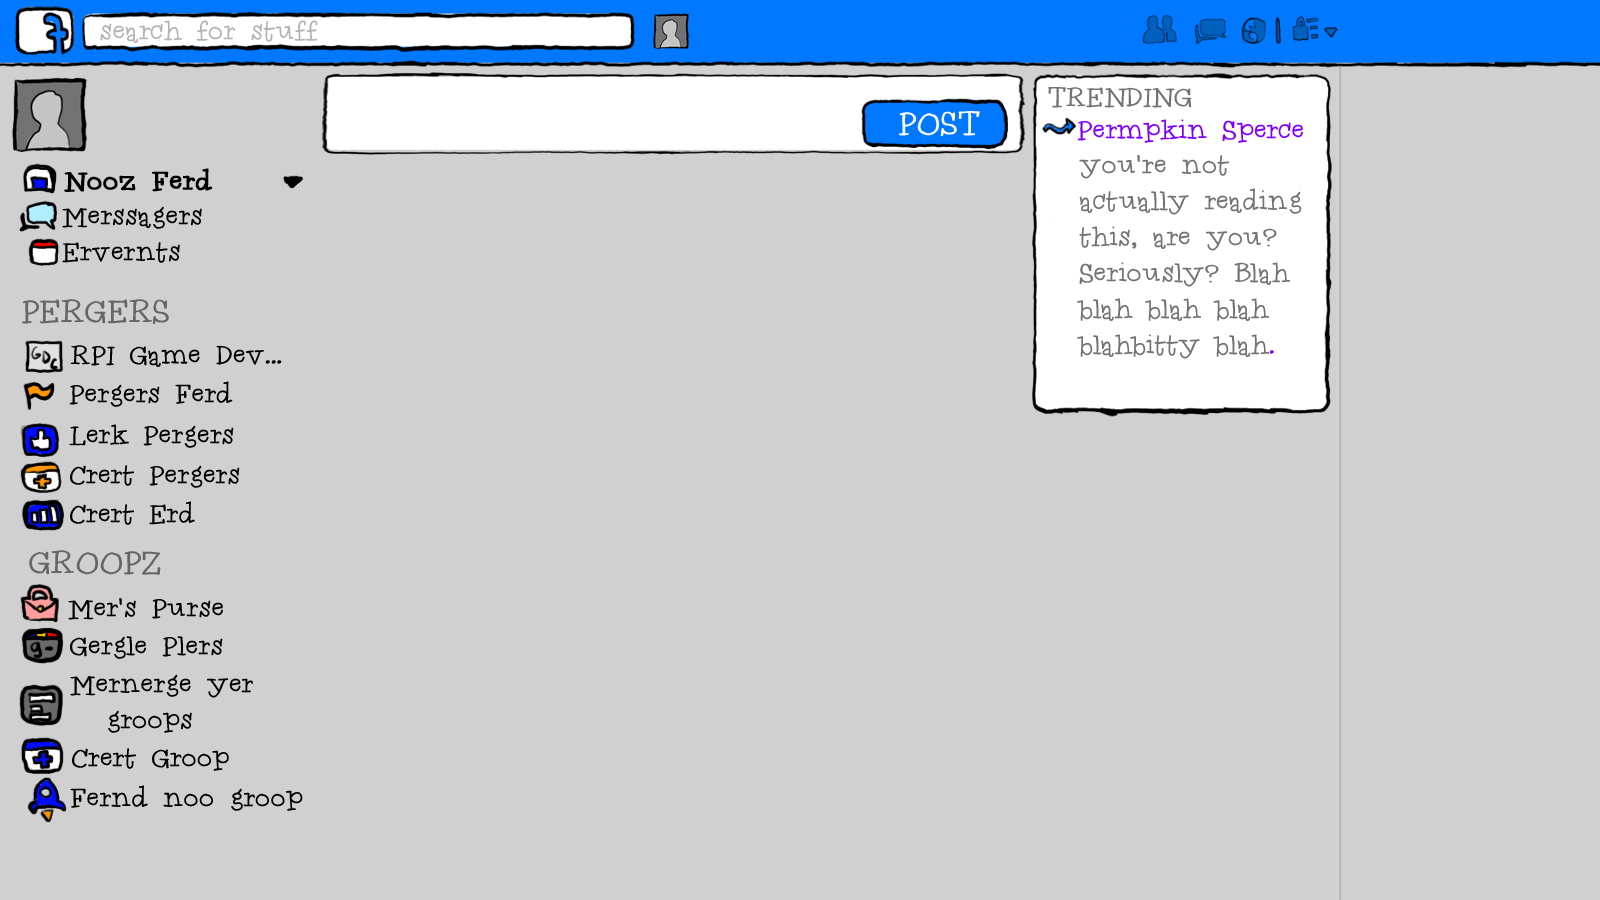 search for stuff
POST
Nooz Ferd
Merssagers
Ervernts
PERGERS
GDC
RPI Game Dev...
Pergers Ferd
Lerk Pergers
Crert Pergers
Crert Erd
GROOPZ
Mer's Purse
g-
Gergle Plers
Mernerge yer
groops
Crert Groop
Fernd noo groop
TRENDING
Permpkin Sperce
you're not
actually reading
this, are you?
Seriously? Blah
blah blah blah
blahbitty blah.